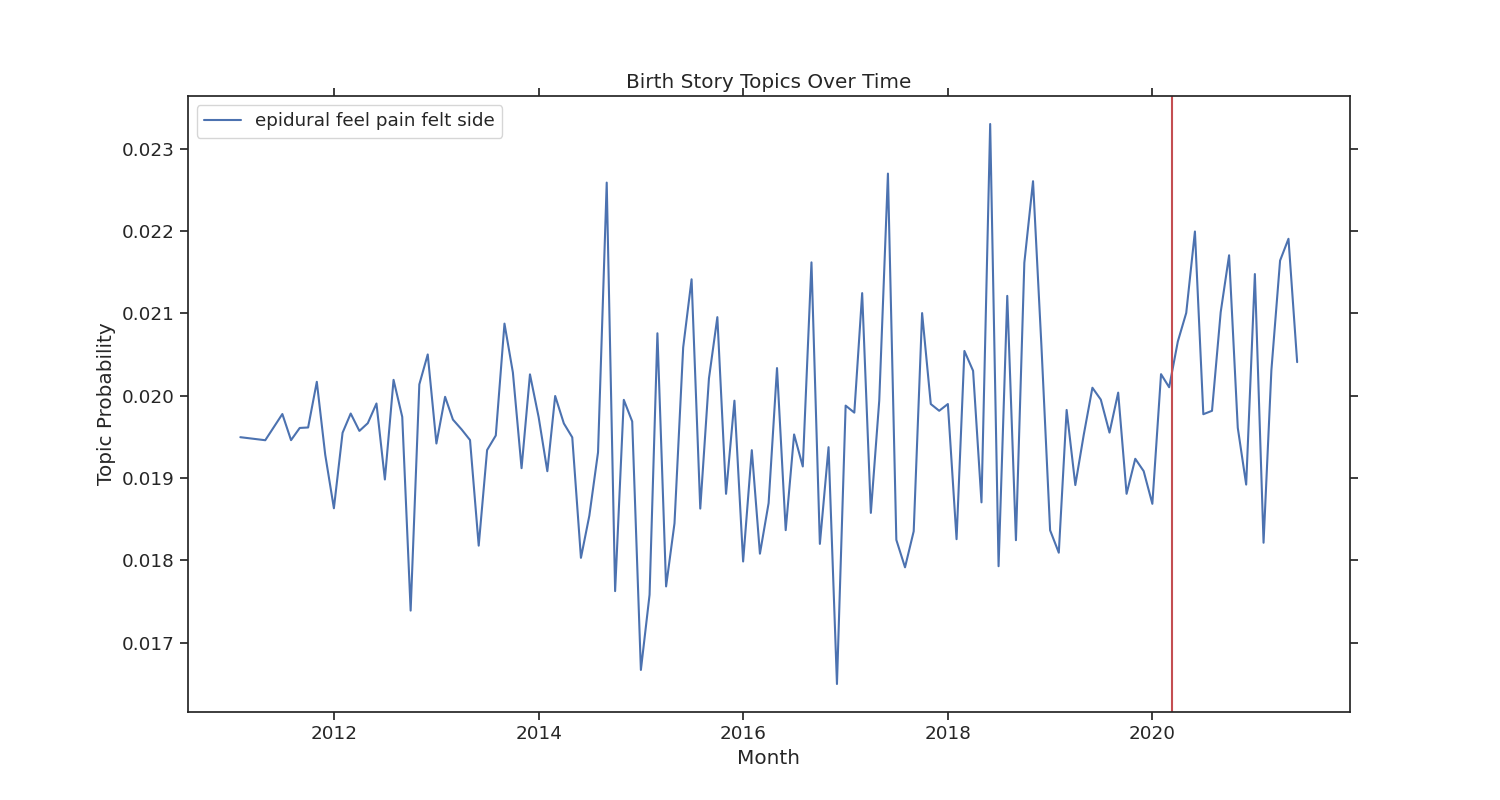 Birth Story Topics Over Time
epidural feel pain felt side
0.023
0.022
0.021
0.020
0.019
0.018
0.017
Topic Probability
2012 2014 2016 2018 2020
Month